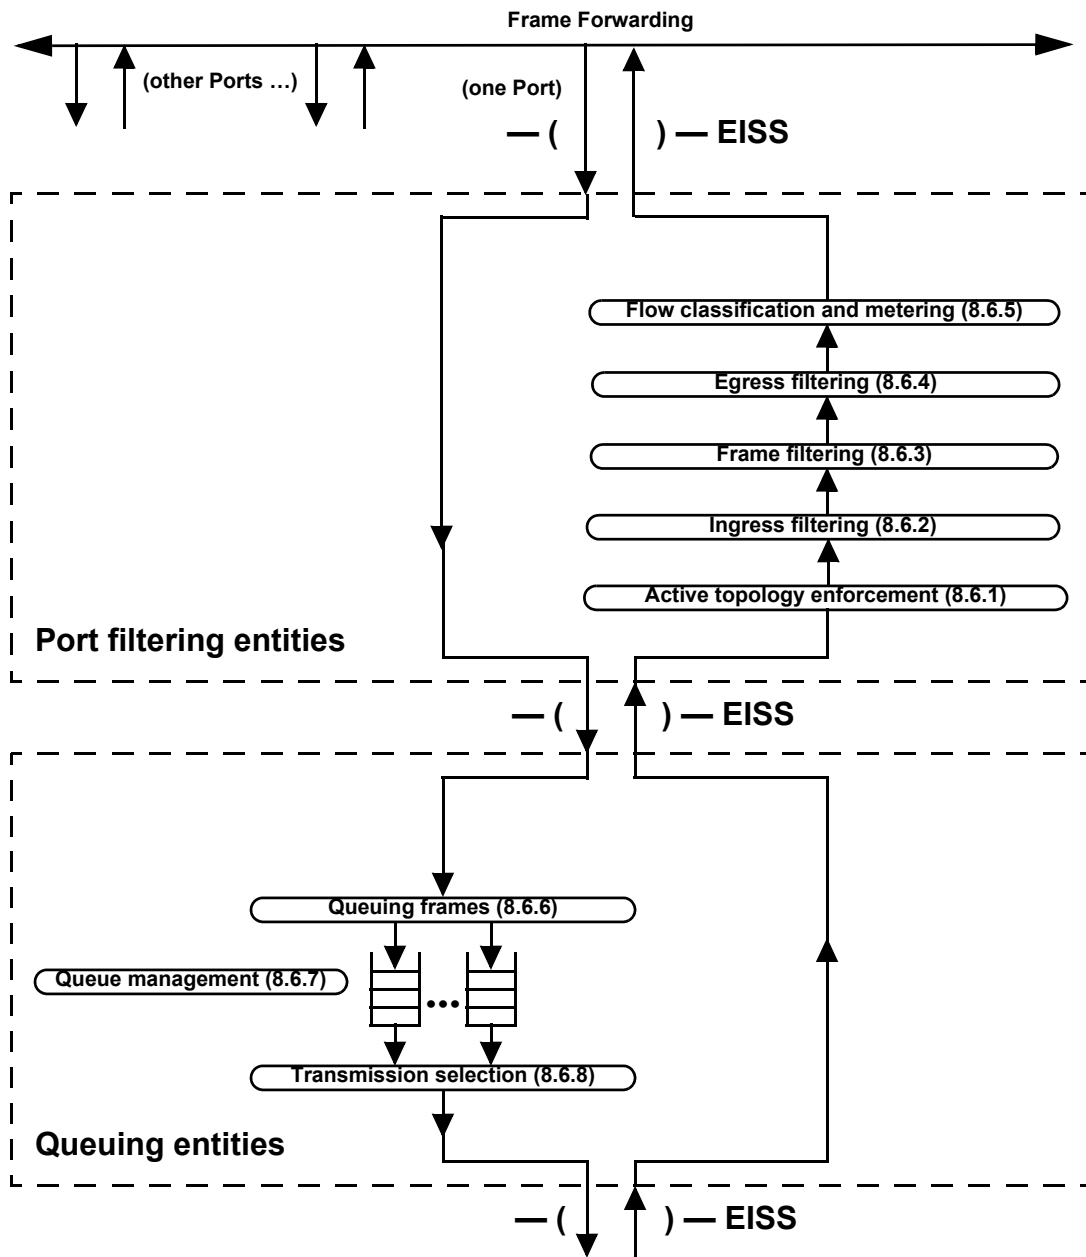 Frame Forwarding
(other Ports …)
(one Port)
— ( ) — EISS
Flow classification and metering (8.6.5)
Egress filtering (8.6.4)
Frame filtering (8.6.3)
Ingress filtering (8.6.2)
Active topology enforcement (8.6.1)
Port filtering entities
— ( ) — EISS
Queuing frames (8.6.6)
Queue management (8.6.7)
•••
Transmission selection (8.6.8)
Queuing entities
— ( ) — EISS